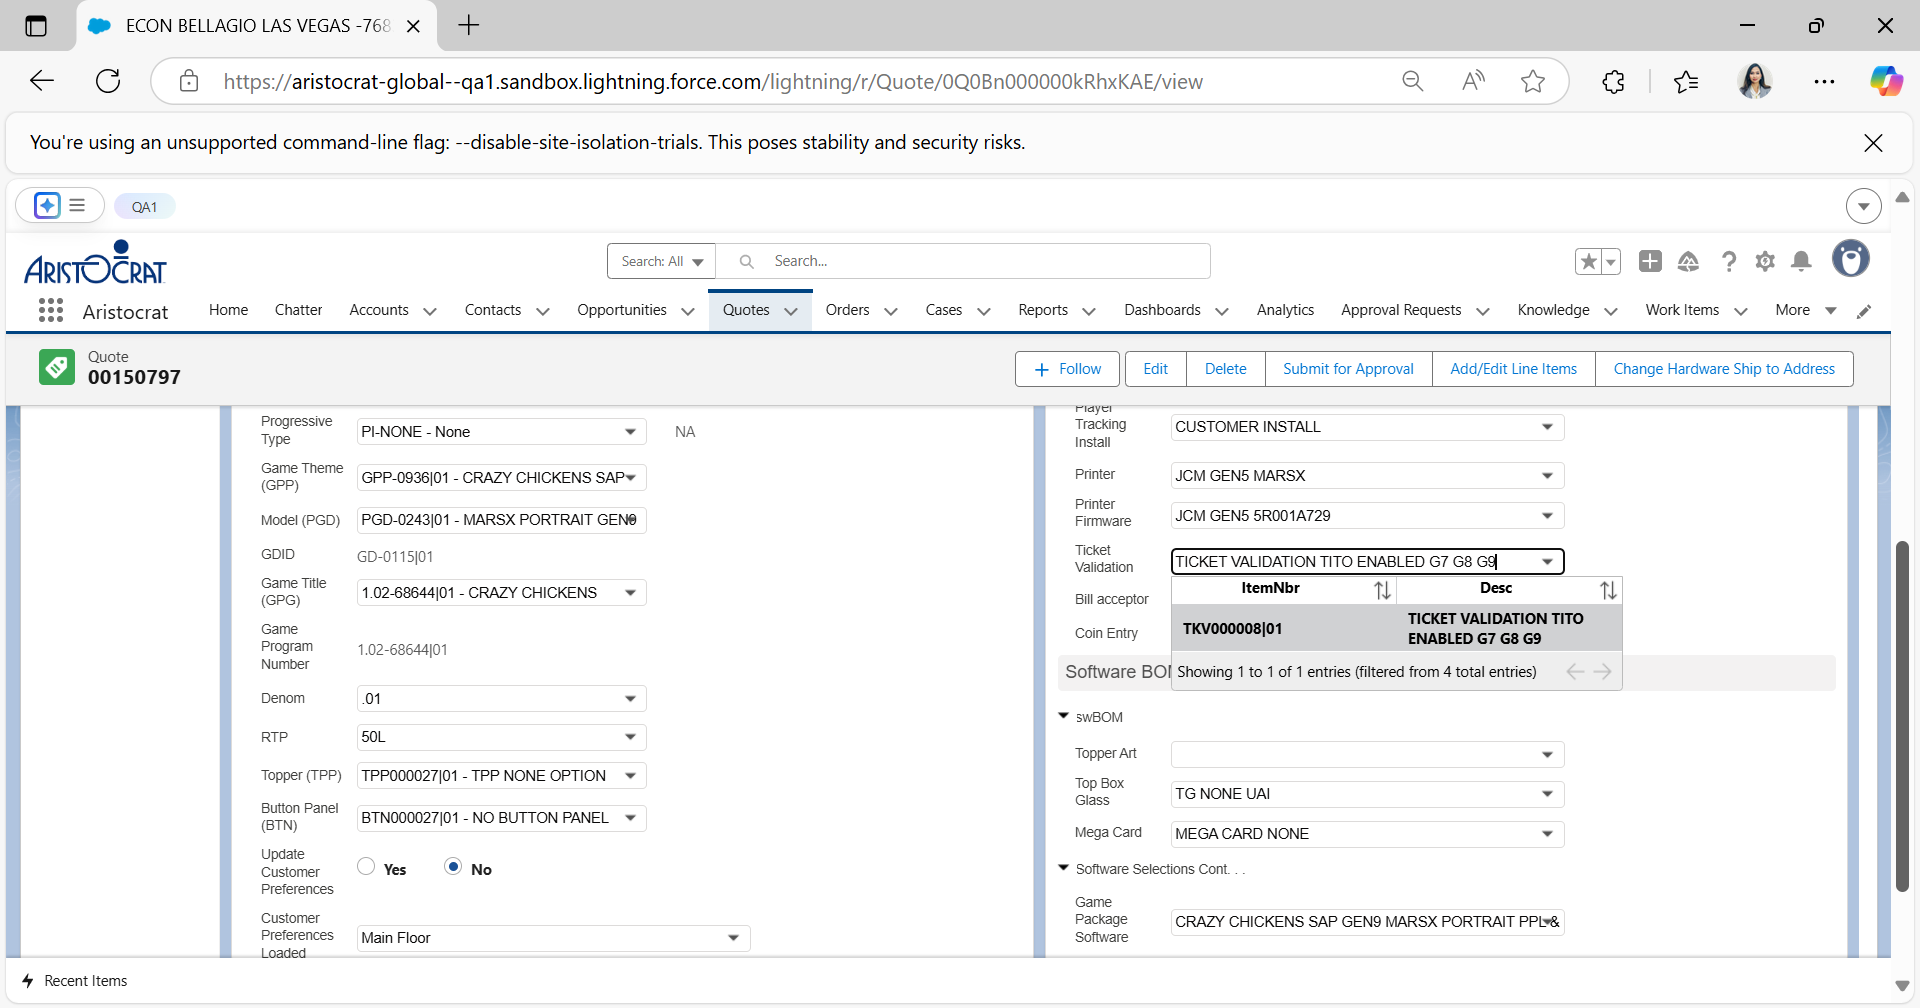 ECON BELLAGIO LAS VEGAS -768
https://aristocrat-global--qa1.sandbox.lightning.force.com/lightning/r/Quote/0Q0Bn000000kRhxKAE/view
You're using an unsupported command-line flag: --disable-site-isolation-trials. This poses stability and security risks.
QA1
ARISTOCRAT
Search: All
Search...
Aristocrat
Home
Chatter
Accounts
Contacts
Opportunities
Quotes
Orders
Cases
Reports
Dashboards
Analytics
Approval Requests
Knowledge
Work Items
More
Quote
00150797
Follow
Edit
Delete
Submit for Approval
Add/Edit Line Items
Change Hardware Ship to Address
Progressive
Type
PI-NONE - None
NA
Game Theme
(GPP)
GPP-0936|01 - CRAZY CHICKENS SAP
Model (PGD)
PGD-0243|01 - MARSX PORTRAIT GEN9
GDID
GD-0115|01
Game Title
(GPG)
1.02-68644|01 - CRAZY CHICKENS
Game
Program
Number
1.02-68644|01
Denom
.01
RTP
50L
Topper (TPP)
TPP000027|01 - TPP NONE OPTION
Button Panel
(BTN)
BTN000027|01 - NO BUTTON PANEL
Update
Customer
Preferences
Yes
No
Customer
Preferences
Loaded
Main Floor
Player
Tracking
Install
CUSTOMER INSTALL
Printer
JCM GEN5 MARSX
Printer
Firmware
JCM GEN5 5R001A729
Ticket
Validation
TICKET VALIDATION TITO ENABLED G7 G8 G9
ItemNbr
Desc
TKV000008|01
TICKET VALIDATION TITO
ENABLED G7 G8 G9
Showing 1 to 1 of 1 entries (filtered from 4 total entries)
Bill acceptor
Coin Entry
Software BOM
swBOM
Topper Art
Top Box
Glass
TG NONE UAI
Mega Card
MEGA CARD NONE
Software Selections Cont. . .
Game
Package
Software
CRAZY CHICKENS SAP GEN9 MARSX PORTRAIT PPL &
Recent Items